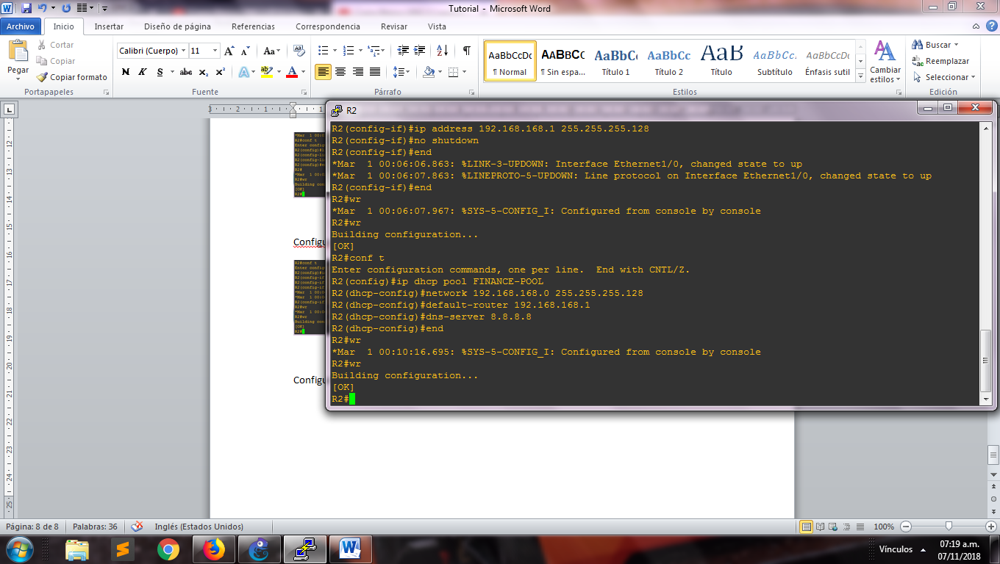 Tutorial - Microsoft Word
Archivo Inicio Insertar Diseño de página Referencias Correspondencia Revisar Vista
Pegar
Cortar
Copiar
Copiar formato
Portapapeles
Calibri (Cuerpo) 11
N K S abc x₂ x²
Fuente
Párrafo
AaBbCcDc AaBbCc AaBbCc AaBbCc AaB AaBbCc. AaBbCcDc
¶ Normal ¶ Sin espa... Título 1 Título 2 Título Subtítulo Énfasis sutil
Cambiar estilos
Estilos
Buscar
Reemplazar
Seleccionar
Edición
Configu
Configu
R2
R2(config-if)#ip address 192.168.168.1 255.255.255.128
R2(config-if)#no shutdown
R2(config-if)#end
*Mar  1 00:06:06.863: %LINK-3-UPDOWN: Interface Ethernet1/0, changed state to up
*Mar  1 00:06:07.863: %LINEPROTO-5-UPDOWN: Line protocol on Interface Ethernet1/0, changed state to up
R2(config-if)#end
R2#wr
*Mar  1 00:06:07.967: %SYS-5-CONFIG_I: Configured from console by console
R2#wr
Building configuration...
[OK]
R2#conf t
Enter configuration commands, one per line.  End with CNTL/Z.
R2(config)#ip dhcp pool FINANCE-POOL
R2(dhcp-config)#network 192.168.168.0 255.255.255.128
R2(dhcp-config)#default-router 192.168.168.1
R2(dhcp-config)#dns-server 8.8.8.8
R2(dhcp-config)#end
R2#wr
*Mar  1 00:10:16.695: %SYS-5-CONFIG_I: Configured from console by console
R2#wr
Building configuration...
[OK]
R2#
Página: 8 de 8 Palabras: 36 Inglés (Estados Unidos) 100%
Vínculos
07:19 a.m.
07/11/2018